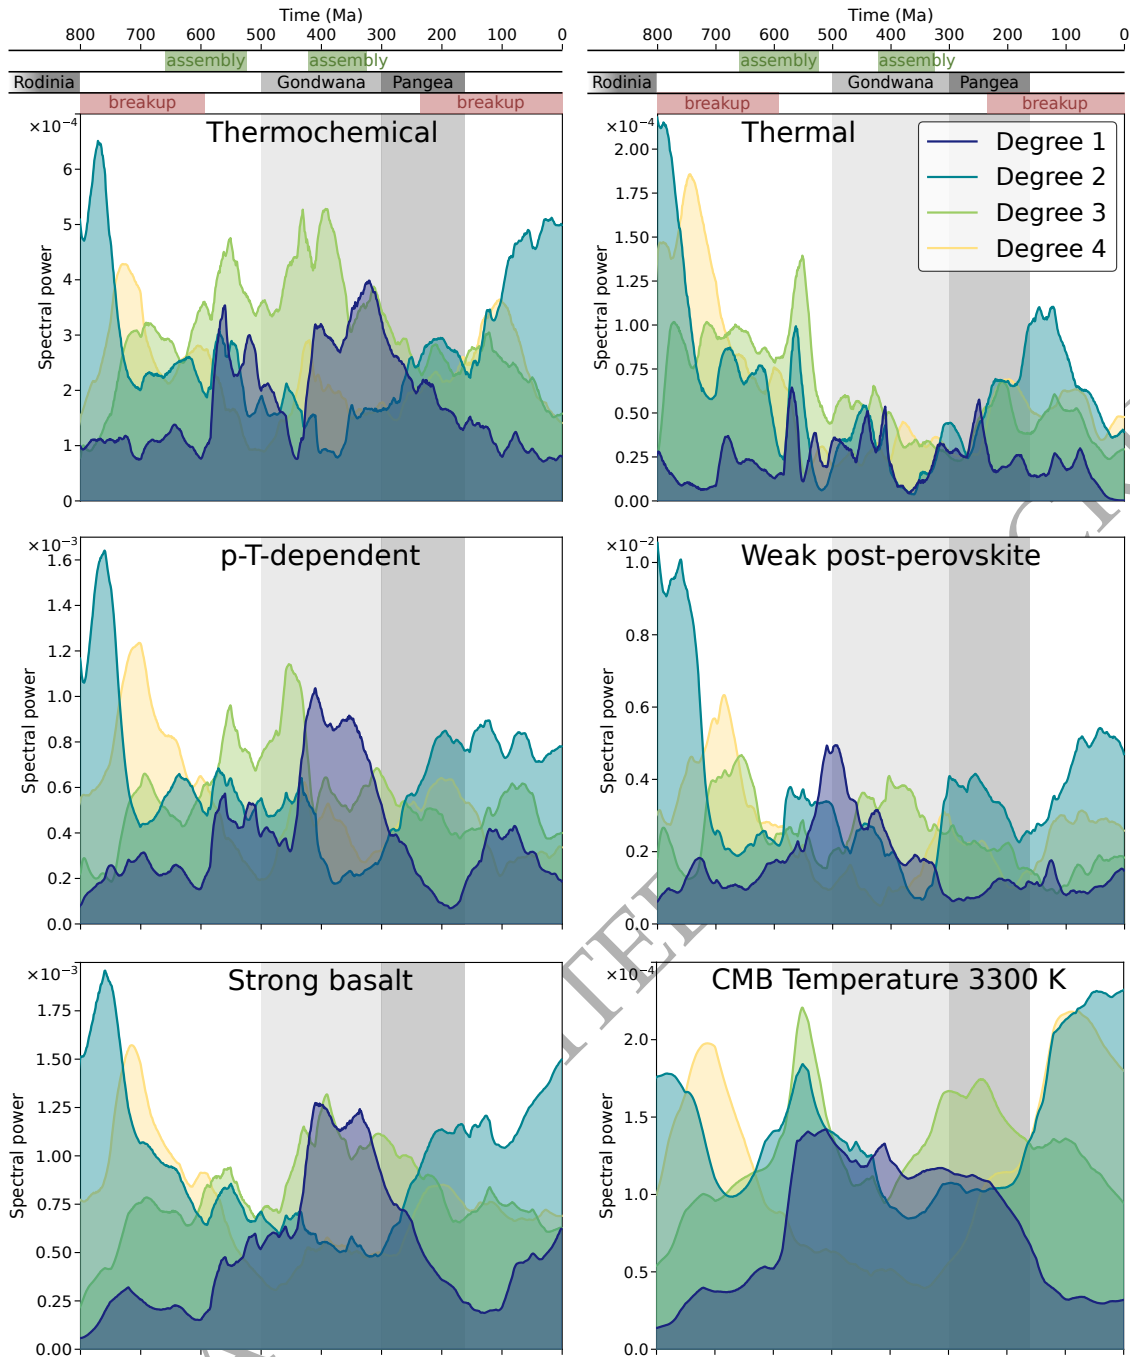 Time (Ma)
800 700 600 500 400 300 200 100 0
assembly assembly
Rodinia Gondwana Pangea
breakup breakup
Time (Ma)
800 700 600 500 400 300 200 100 0
assembly assembly
Rodinia Gondwana Pangea
breakup breakup
×10⁻⁴
Thermochemical
Spectral power
6
5
4
3
2
1
0
×10⁻⁴
Thermal
Spectral power
2.00
1.75
1.50
1.25
1.00
0.75
0.50
0.25
0.00
Degree 1
Degree 2
Degree 3
Degree 4
×10⁻³
p-T-dependent
Spectral power
1.6
1.4
1.2
1.0
0.8
0.6
0.4
0.2
0.0
×10⁻²
Weak post-perovskite
Spectral power
1.0
0.8
0.6
0.4
0.2
0.0
×10⁻³
Strong basalt
Spectral power
1.75
1.50
1.25
1.00
0.75
0.50
0.25
0.00
×10⁻⁴
CMB Temperature 3300 K
Spectral power
2.0
1.5
1.0
0.5
0.0